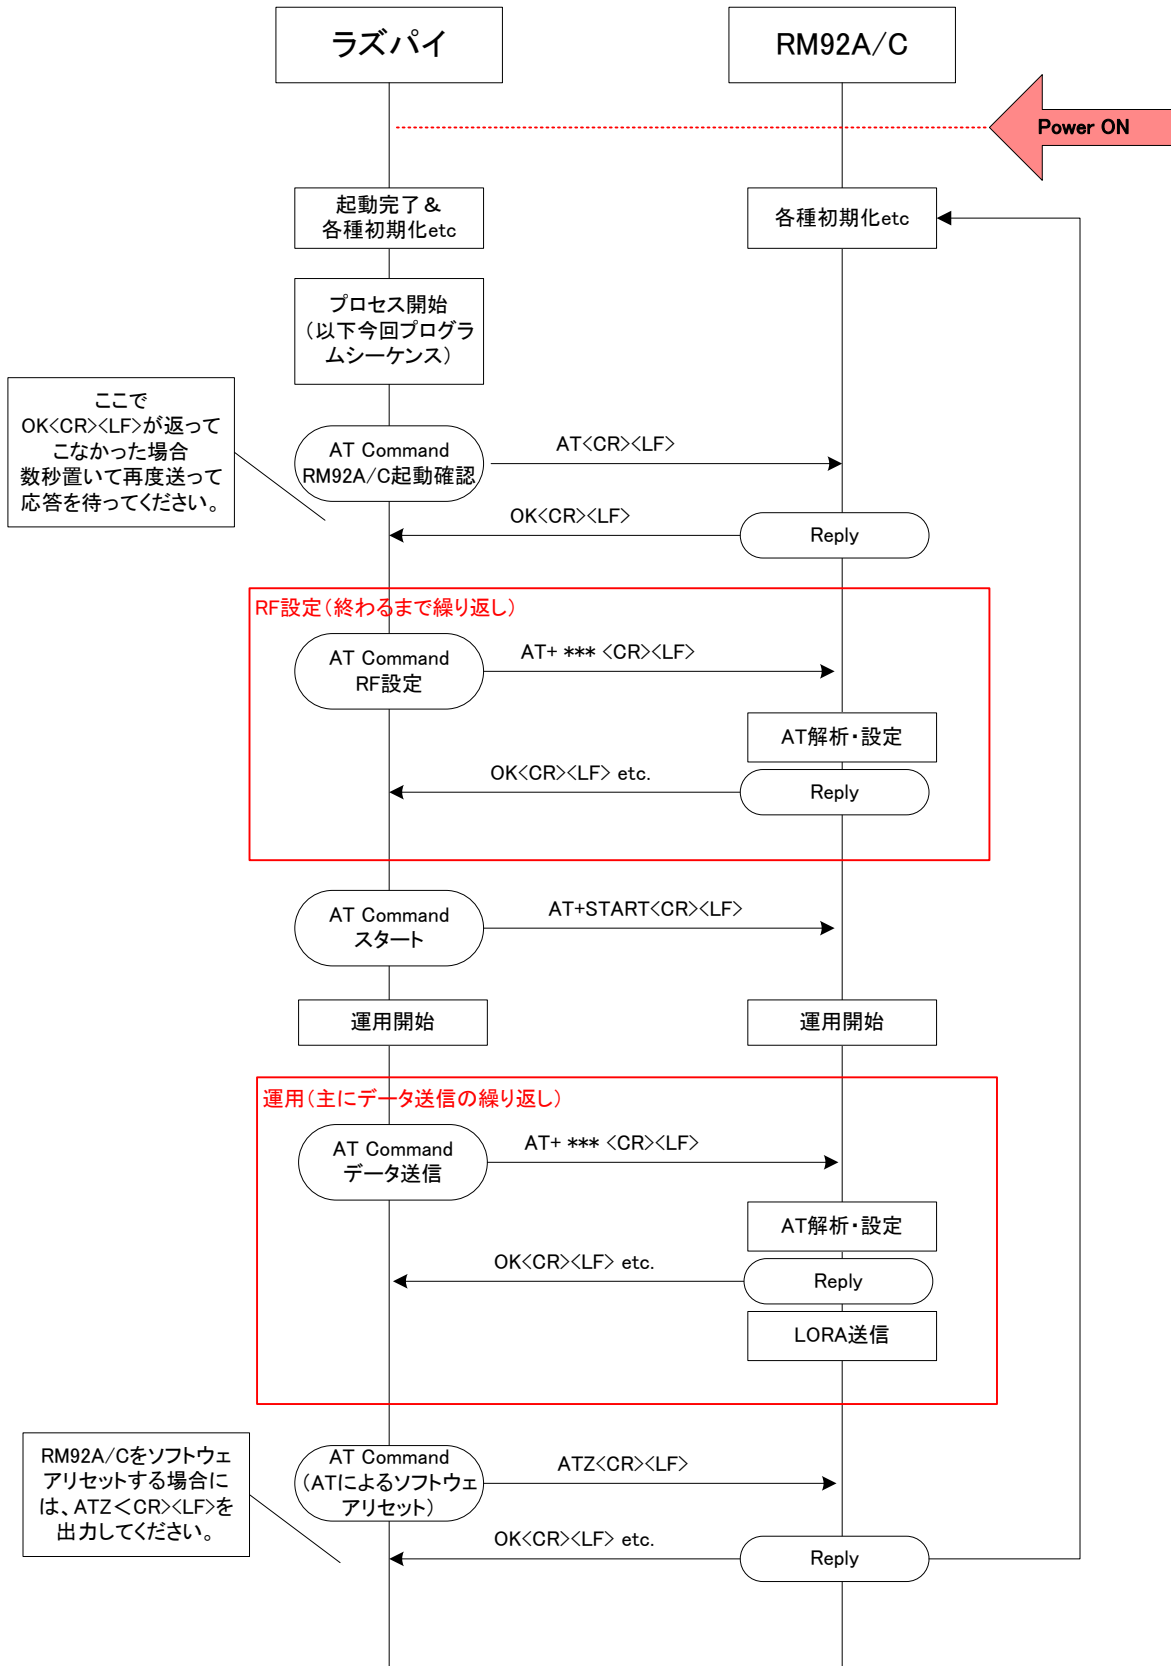 ラズパイ
RM92A/C
Power ON
起動完了＆
各種初期化etc
各種初期化etc
プロセス開始
（以下今回プログラ
ムシーケンス）
ここで
OK<CR><LF>が返って
こなかった場合
数秒置いて再度送って
応答を待ってください。
AT Command
RM92A/C起動確認
AT<CR><LF>
OK<CR><LF>
Reply
RF設定（終わるまで繰り返し）
AT Command
RF設定
AT+ *** <CR><LF>
AT解析・設定
OK<CR><LF> etc.
Reply
AT Command
スタート
AT+START<CR><LF>
運用開始
運用開始
運用（主にデータ送信の繰り返し）
AT Command
データ送信
AT+ *** <CR><LF>
AT解析・設定
OK<CR><LF> etc.
Reply
LORA送信
RM92A/Cをソフトウェ
アリセットする場合に
は、ATZ＜CR><LF>を
出力してください。
AT Command
（ATによるソフトウェ
アリセット）
ATZ<CR><LF>
OK<CR><LF> etc.
Reply